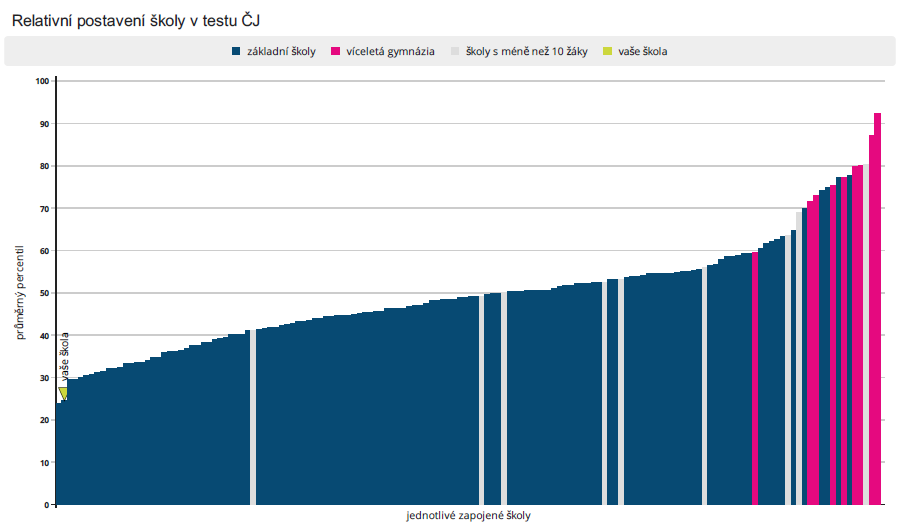 Relativní postavení školy v testu ČJ
základní školy víceletá gymnázia školy s méně než 10 žáky vaše škola
100
90
80
70
60
50
40
30
20
10
0
průměrný percentil
vaše škola
jednotlivé zapojené školy